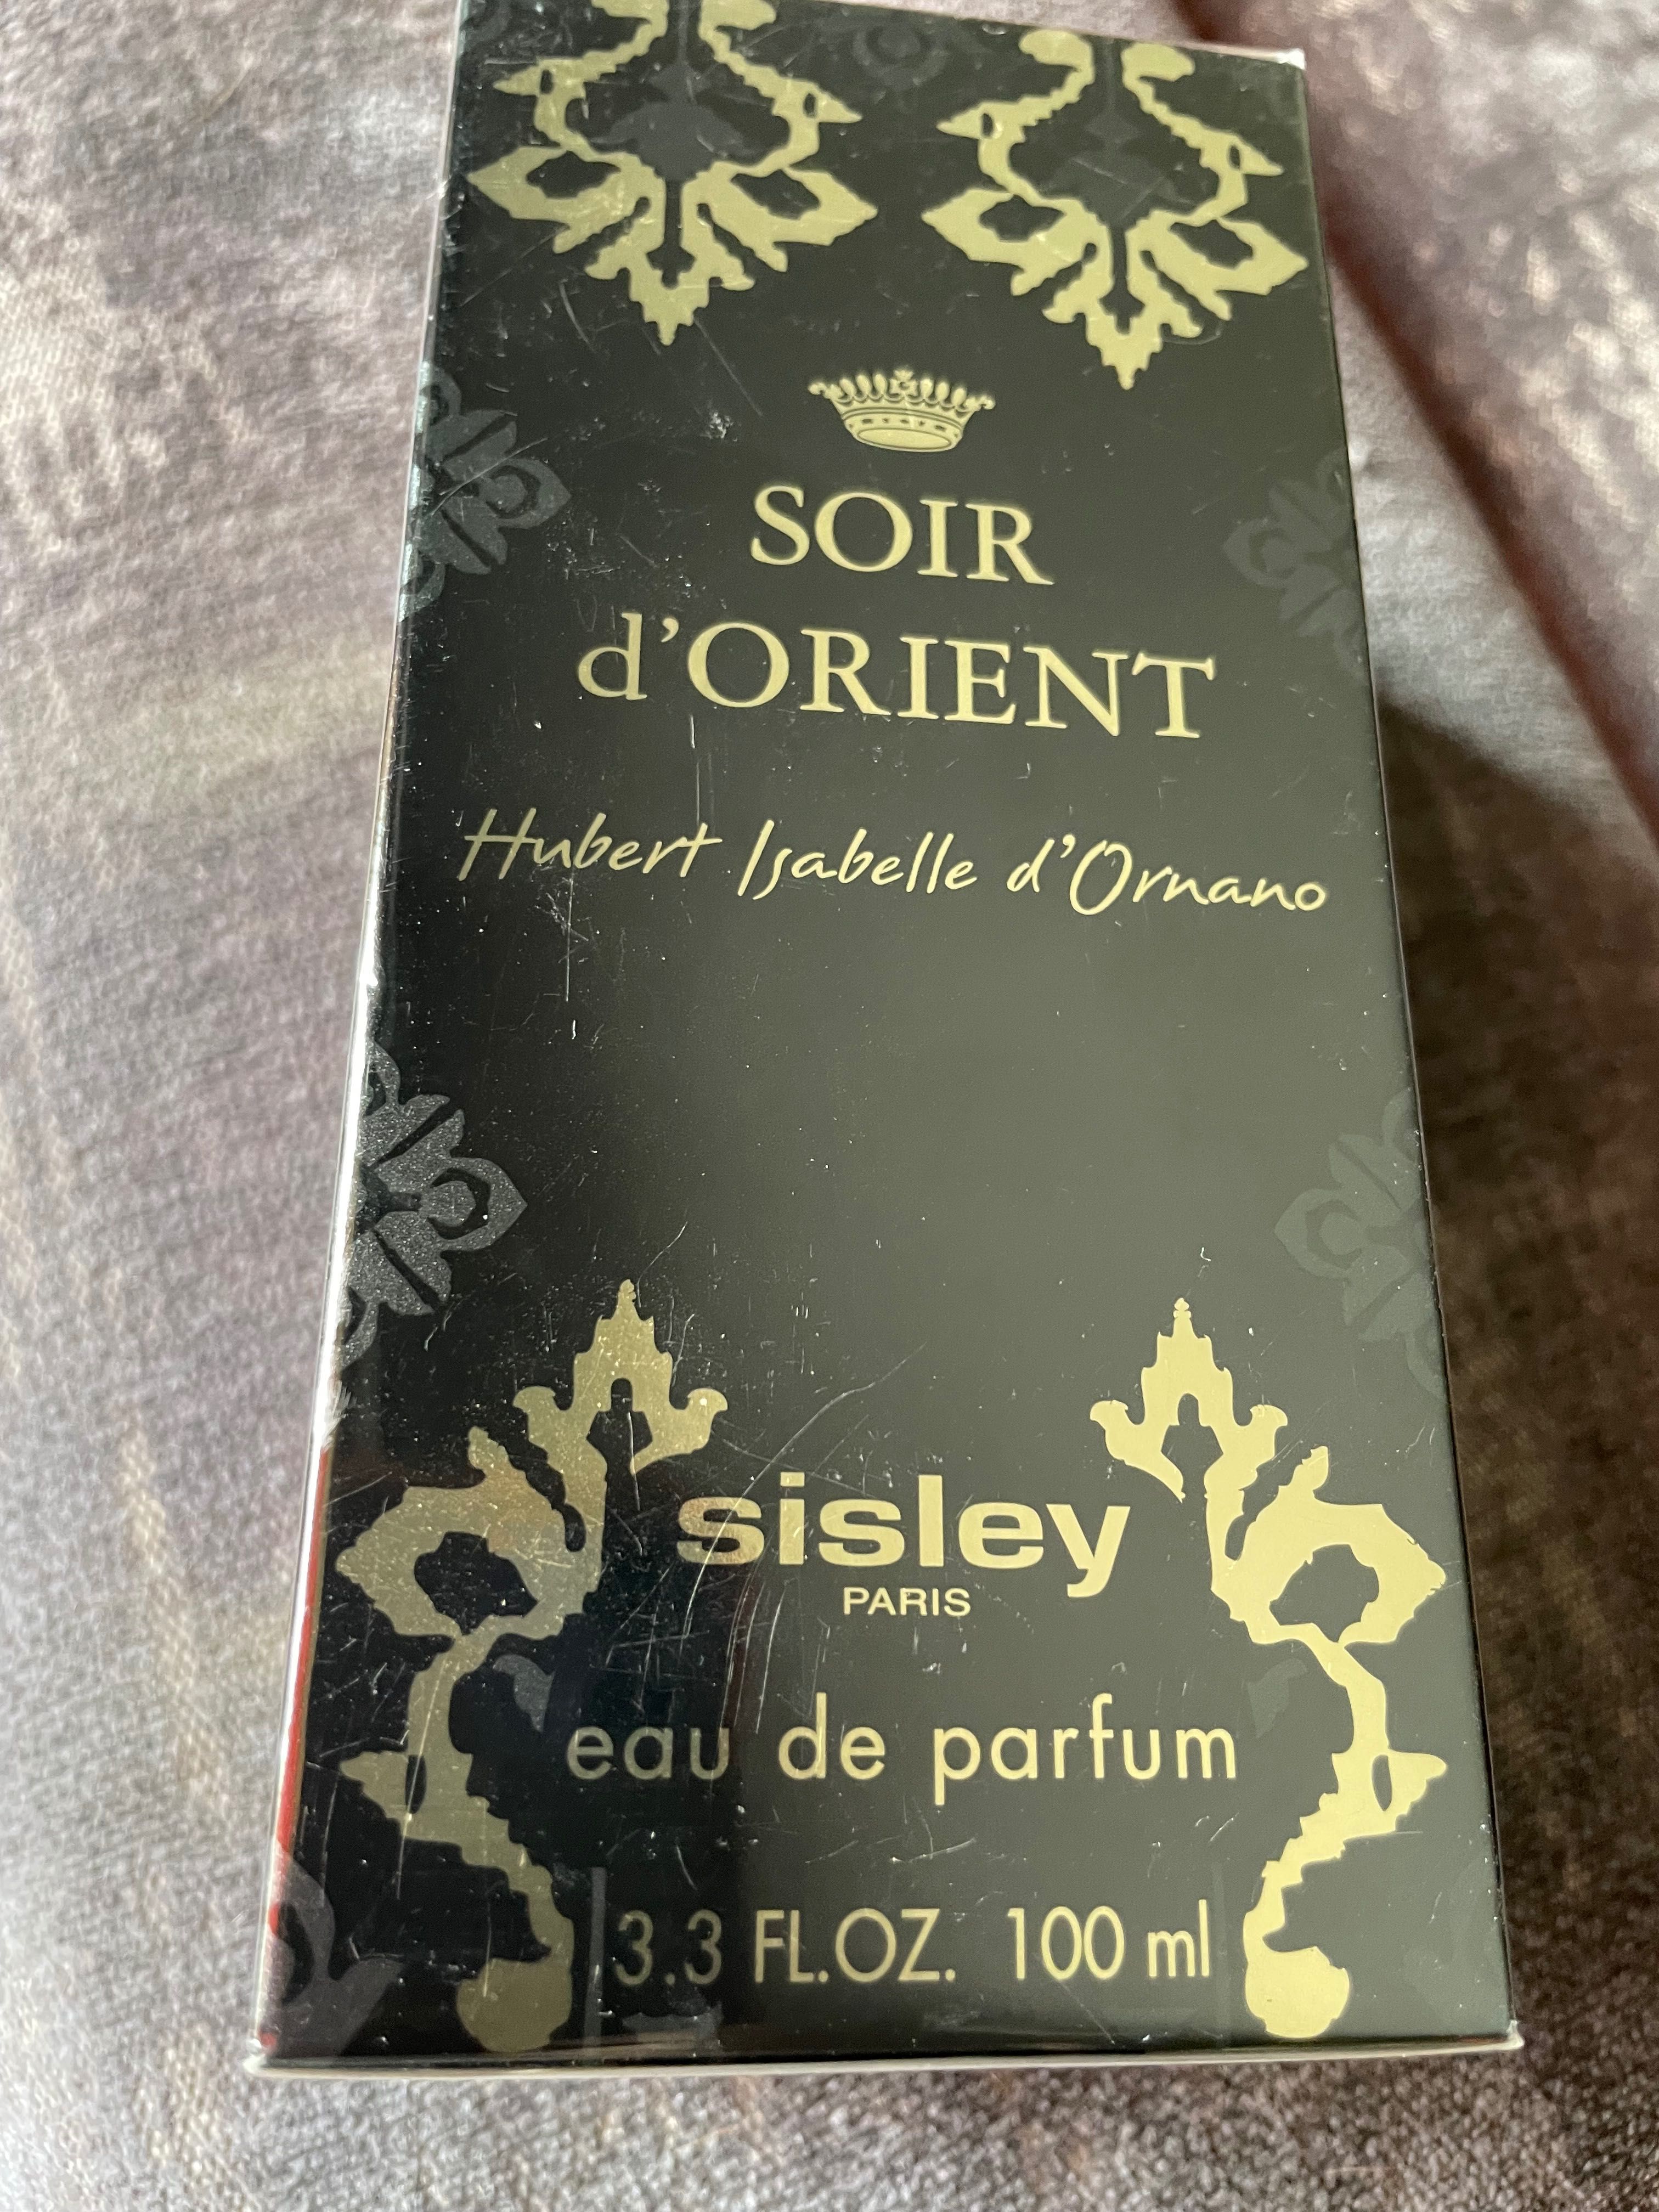 SOIR
d'ORIENT
Hubert Isabelle d'Ornano
sisley
PARIS
eau de parfum
3.3 FL.OZ. 100 ml